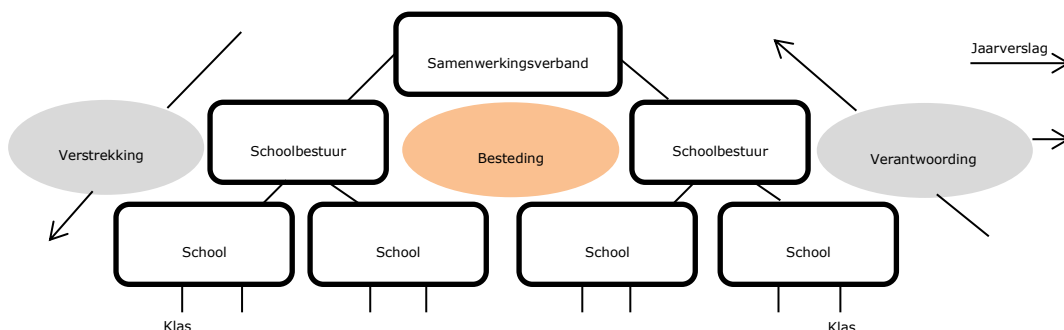 Jaarverslag
Samenwerkingsverband
Verstrekking
Schoolbestuur
Besteding
Schoolbestuur
Verantwoording
School
School
School
School
Klas
Klas